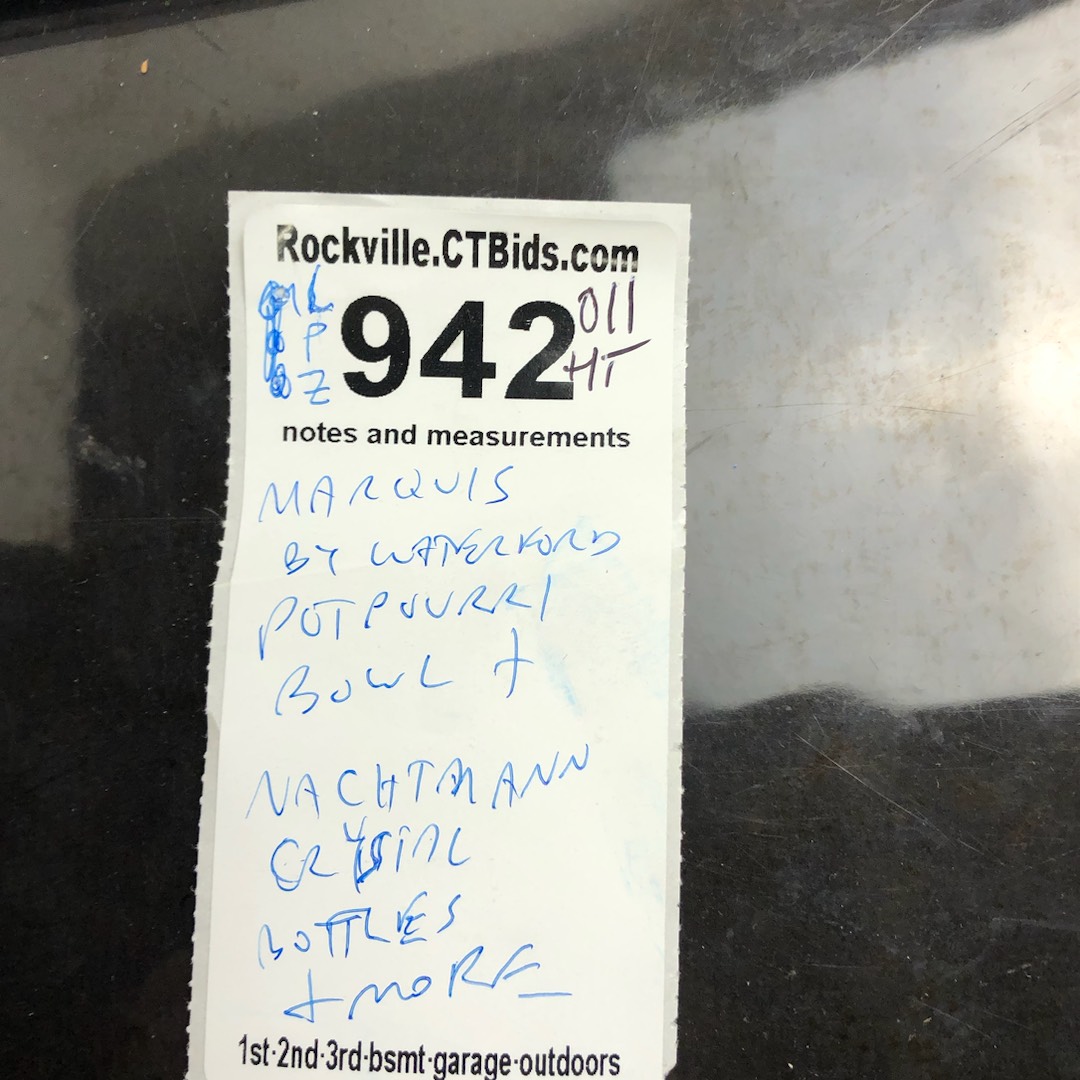 Rockville.CTBids.com
L
P
Z
942
011
HT
notes and measurements
MARQUIS
BY WATERFORD
POTPOURRI
BOWL +
NACHTMANN
CRYSTAL
BOTTLES
+ MORE
1st·2nd·3rd·bsmt·garage·outdoors